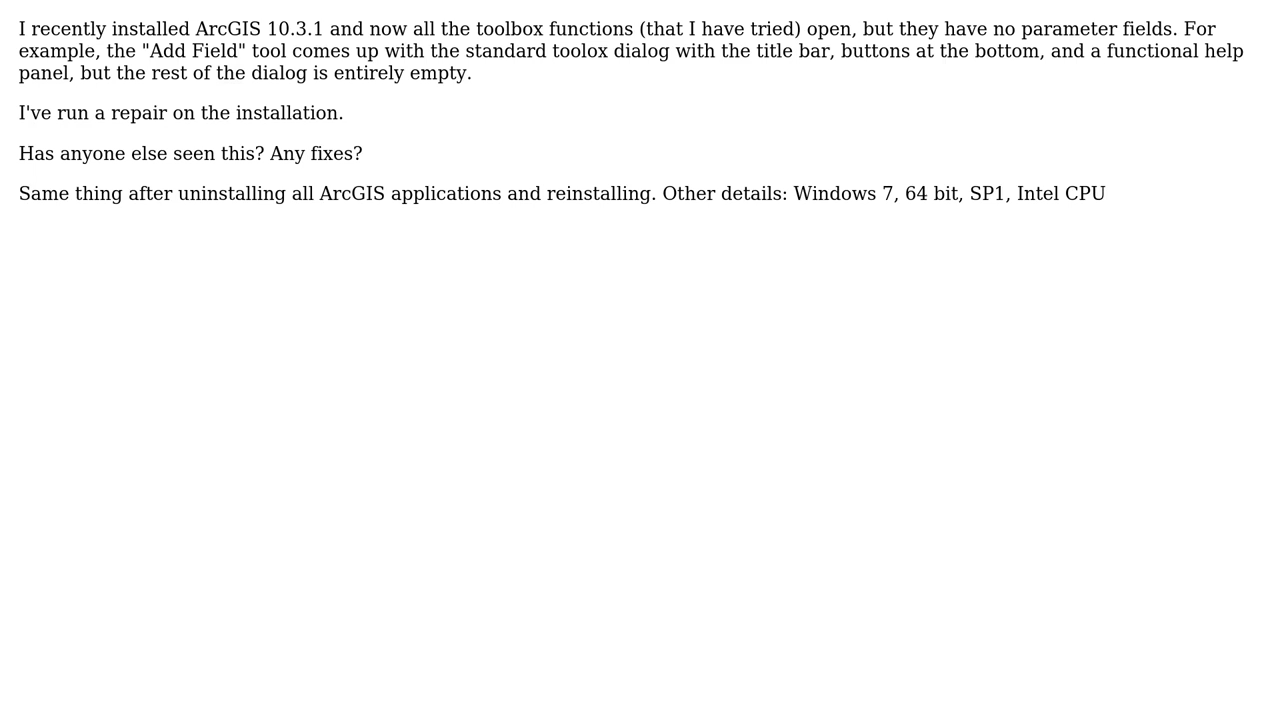 I recently installed ArcGIS 10.3.1 and now all the toolbox functions (that I have tried) open, but they have no parameter fields. For
example, the "Add Field" tool comes up with the standard toolox dialog with the title bar, buttons at the bottom, and a functional help
panel, but the rest of the dialog is entirely empty.
I've run a repair on the installation.
Has anyone else seen this? Any fixes?
Same thing after uninstalling all ArcGIS applications and reinstalling. Other details: Windows 7, 64 bit, SP1, Intel CPU